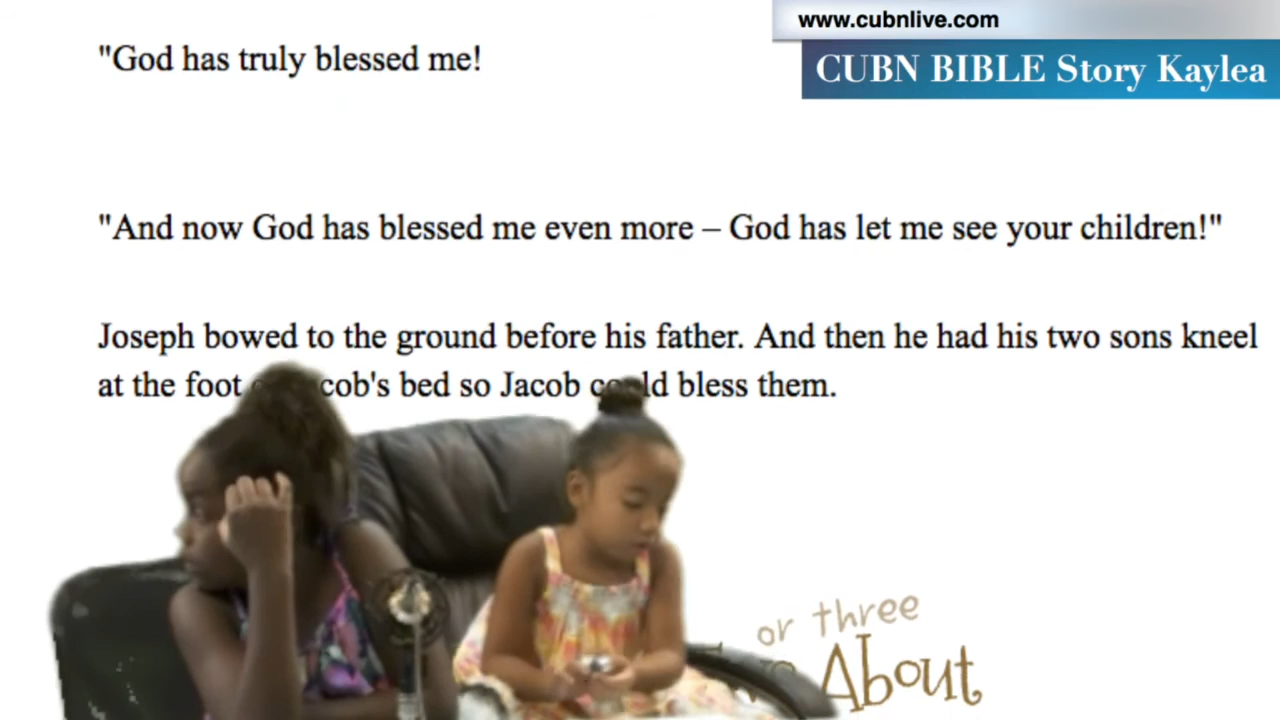 www.cubnlive.com
CUBN BIBLE Story Kaylea
"God has truly blessed me!
"And now God has blessed me even more – God has let me see your children!"
Joseph bowed to the ground before his father. And then he had his two sons kneel
at the foot cob's bed so Jacob could bless them.
or three
About